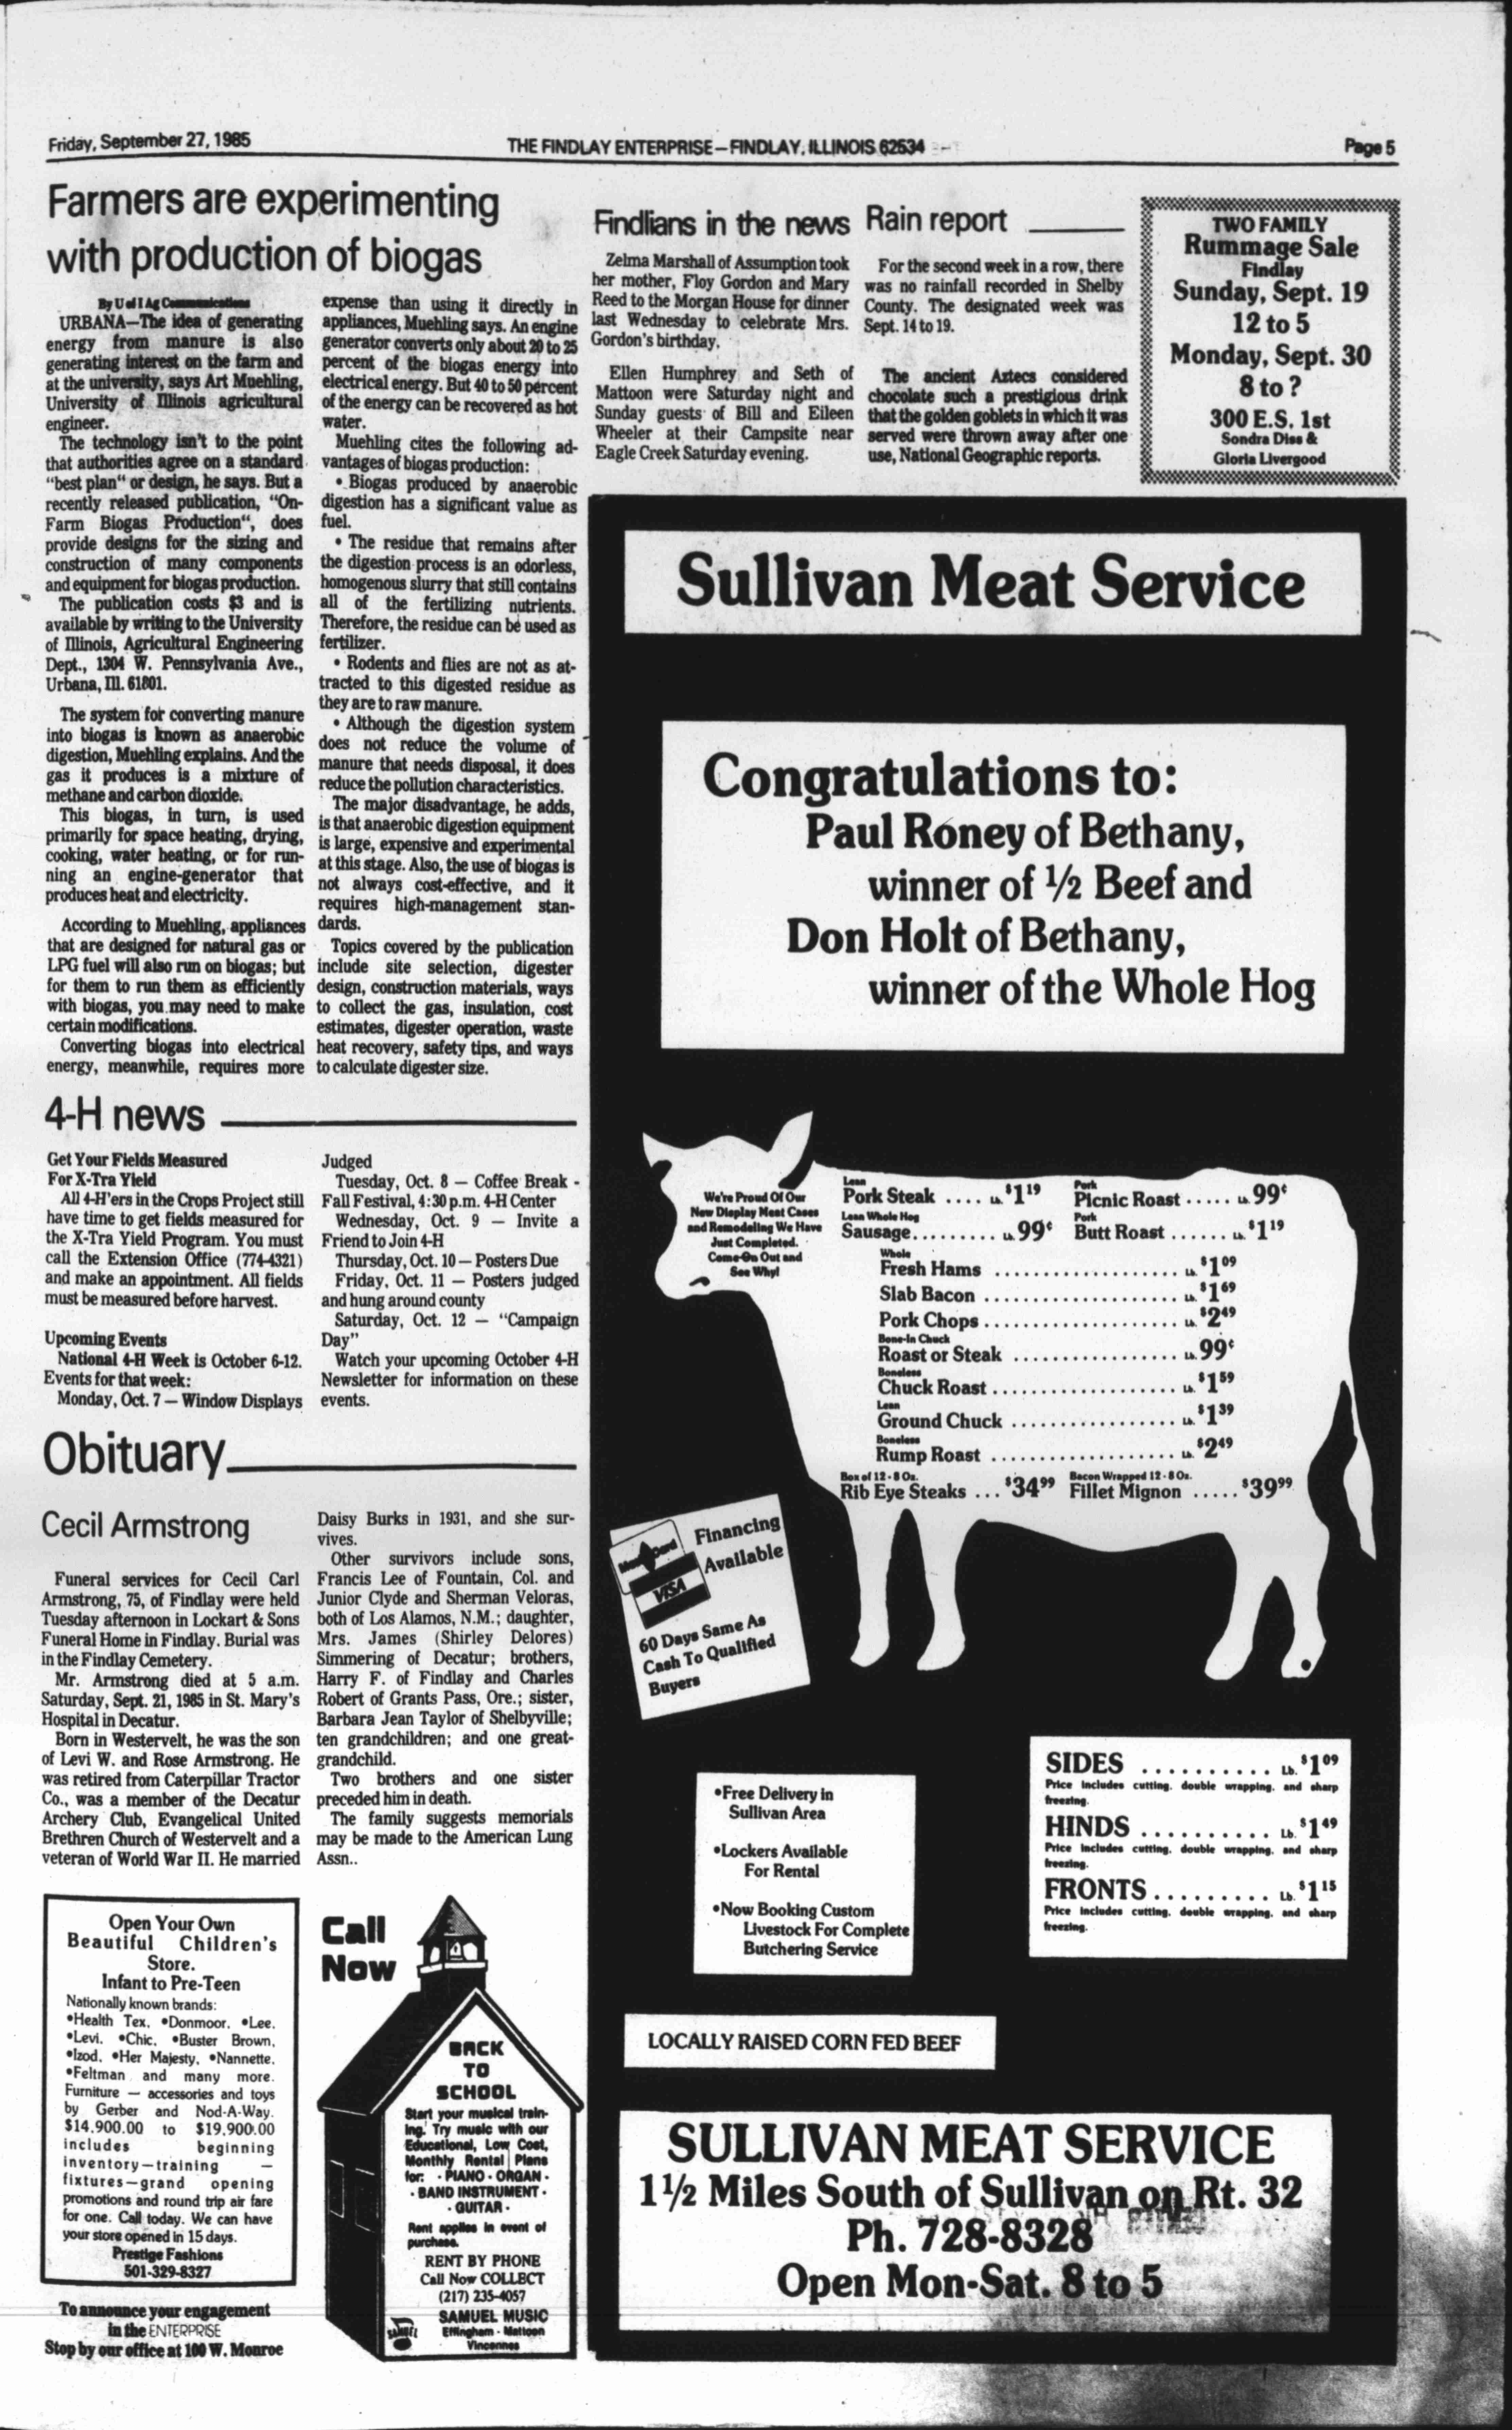 Friday, September 27, 1985
THE FINDLAY ENTERPRISE—FINDLAY, ILLINOIS 62534
Page 5
Farmers are experimenting
with production of biogas
By U of I Ag Communications
URBANA—The idea of generating
energy from manure is also
generating interest on the farm and
at the university, says Art Muehling,
University of Illinois agricultural
engineer.
The technology isn't to the point
that authorities agree on a standard
"best plan" or design, he says. But a
recently released publication, "On-
Farm Biogas Production", does
provide designs for the sizing and
construction of many components
and equipment for biogas production.
The publication costs $3 and is
available by writing to the University
of Illinois, Agricultural Engineering
Dept., 1304 W. Pennsylvania Ave.,
Urbana, Ill. 61801.
The system for converting manure
into biogas is known as anaerobic
digestion, Muehling explains. And the
gas it produces is a mixture of
methane and carbon dioxide.
This biogas, in turn, is used
primarily for space heating, drying,
cooking, water heating, or for run-
ning an engine-generator that
produces heat and electricity.
According to Muehling, appliances
that are designed for natural gas or
LPG fuel will also run on biogas; but
for them to run them as efficiently
with biogas, you may need to make
certain modifications.
Converting biogas into electrical
energy, meanwhile, requires more
expense than using it directly in
appliances, Muehling says. An engine
generator converts only about 20 to 25
percent of the biogas energy into
electrical energy. But 40 to 50 percent
of the energy can be recovered as hot
water.
Muehling cites the following ad-
vantages of biogas production:
• Biogas produced by anaerobic
digestion has a significant value as
fuel.
• The residue that remains after
the digestion process is an odorless,
homogenous slurry that still contains
all of the fertilizing nutrients.
Therefore, the residue can be used as
fertilizer.
• Rodents and flies are not as at-
tracted to this digested residue as
they are to raw manure.
• Although the digestion system
does not reduce the volume of
manure that needs disposal, it does
reduce the pollution characteristics.
The major disadvantage, he adds,
is that anaerobic digestion equipment
is large, expensive and experimental
at this stage. Also, the use of biogas is
not always cost-effective, and it
requires high-management stan-
dards.
Topics covered by the publication
include site selection, digester
design, construction materials, ways
to collect the gas, insulation, cost
estimates, digester operation, waste
heat recovery, safety tips, and ways
to calculate digester size.
4-H news
Get Your Fields Measured
For X-Tra Yield
All 4-H'ers in the Crops Project still
have time to get fields measured for
the X-Tra Yield Program. You must
call the Extension Office (774-4321)
and make an appointment. All fields
must be measured before harvest.
Upcoming Events
National 4-H Week is October 6-12.
Events for that week:
Monday, Oct. 7 — Window Displays
Judged
Tuesday, Oct. 8 — Coffee Break -
Fall Festival, 4:30 p.m. 4-H Center
Wednesday, Oct. 9 — Invite a
Friend to Join 4-H
Thursday, Oct. 10 — Posters Due
Friday, Oct. 11 — Posters judged
and hung around county
Saturday, Oct. 12 — "Campaign
Day"
Watch your upcoming October 4-H
Newsletter for information on these
events.
Obituary
Cecil Armstrong
Funeral services for Cecil Carl
Armstrong, 75, of Findlay were held
Tuesday afternoon in Lockart & Sons
Funeral Home in Findlay. Burial was
in the Findlay Cemetery.
Mr. Armstrong died at 5 a.m.
Saturday, Sept. 21, 1985 in St. Mary's
Hospital in Decatur.
Born in Westervelt, he was the son
of Levi W. and Rose Armstrong. He
was retired from Caterpillar Tractor
Co., was a member of the Decatur
Archery Club, Evangelical United
Brethren Church of Westervelt and a
veteran of World War II. He married
Daisy Burks in 1931, and she sur-
vives.
Other survivors include sons,
Francis Lee of Fountain, Col. and
Junior Clyde and Sherman Veloras,
both of Los Alamos, N.M.; daughter,
Mrs. James (Shirley Delores)
Simmering of Decatur; brothers,
Harry F. of Findlay and Charles
Robert of Grants Pass, Ore.; sister,
Barbara Jean Taylor of Shelbyville;
ten grandchildren; and one great-
grandchild.
Two brothers and one sister
preceded him in death.
The family suggests memorials
may be made to the American Lung
Assn..
Open Your Own
Beautiful Children's
Store.
Infant to Pre-Teen
Nationally known brands:
•Health Tex, •Donmoor, •Lee,
•Levi, •Chic, •Buster Brown,
•Izod, •Her Majesty, •Nannette,
•Feltman and many more.
Furniture — accessories and toys
by Gerber and Nod-A-Way.
$14,900.00 to $19,900.00
includes beginning
inventory—training —
fixtures—grand opening
promotions and round trip air fare
for one. Call today. We can have
your store opened in 15 days.
Prestige Fashions
501-329-8327
To announce your engagement
in the ENTERPRISE
Stop by our office at 100 W. Monroe
Call
Now
BACK
TO
SCHOOL
Start your musical train-
ing. Try music with our
Educational, Low Cost,
Monthly Rental Plans
for: · PIANO · ORGAN ·
· BAND INSTRUMENT ·
· GUITAR ·
Rent applies in event of
purchase.
RENT BY PHONE
Call Now COLLECT
(217) 235-4057
SAMUEL MUSIC
Effingham · Mattoon
Vincennes
SAMUEL
Findlians in the news
Zelma Marshall of Assumption took
her mother, Floy Gordon and Mary
Reed to the Morgan House for dinner
last Wednesday to celebrate Mrs.
Gordon's birthday.
Ellen Humphrey and Seth of
Mattoon were Saturday night and
Sunday guests of Bill and Eileen
Wheeler at their Campsite near
Eagle Creek Saturday evening.
Rain report
For the second week in a row, there
was no rainfall recorded in Shelby
County. The designated week was
Sept. 14 to 19.
The ancient Aztecs considered
chocolate such a prestigious drink
that the golden goblets in which it was
served were thrown away after one
use, National Geographic reports.
TWO FAMILY
Rummage Sale
Findlay
Sunday, Sept. 19
12 to 5
Monday, Sept. 30
8 to ?
300 E.S. 1st
Sondra Diss &
Gloria Livergood
Sullivan Meat Service
Congratulations to:
Paul Roney of Bethany,
winner of ½ Beef and
Don Holt of Bethany,
winner of the Whole Hog
We're Proud Of Our
New Display Meat Cases
and Remodeling We Have
Just Completed.
Come On Out and
See Why!
Lean
Pork Steak .... Lb. $1 19
Lean Whole Hog
Sausage......... Lb. 99¢
Pork
Picnic Roast ..... Lb. 99¢
Pork
Butt Roast ...... Lb. $1 19
Whole
Fresh Hams .................. Lb. $1 09
Slab Bacon .................... Lb. $1 69
Pork Chops .................... Lb. $2 49
Bone-In Chuck
Roast or Steak ................. Lb. 99¢
Boneless
Chuck Roast ................... Lb. $1 59
Lean
Ground Chuck ................. Lb. $1 39
Boneless
Rump Roast ................... Lb. $2 49
Box of 12 - 8 Oz.
Rib Eye Steaks ... $34 99
Bacon Wrapped 12 - 8 Oz.
Fillet Mignon ..... $39 99
MasterCard
VISA
Financing
Available
60 Days Same As
Cash To Qualified
Buyers
•Free Delivery in
Sullivan Area
•Lockers Available
For Rental
•Now Booking Custom
Livestock For Complete
Butchering Service
SIDES .......... Lb. $1 09
Price includes cutting, double wrapping, and sharp
freezing.
HINDS .......... Lb. $1 49
Price includes cutting, double wrapping, and sharp
freezing.
FRONTS ......... Lb. $1 15
Price includes cutting, double wrapping, and sharp
freezing.
LOCALLY RAISED CORN FED BEEF
SULLIVAN MEAT SERVICE
1½ Miles South of Sullivan on Rt. 32
Ph. 728-8328
Open Mon-Sat. 8 to 5